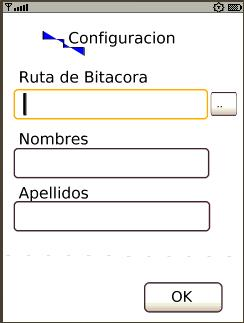 Configuracion
Ruta de Bitacora
..
Nombres
Apellidos
OK